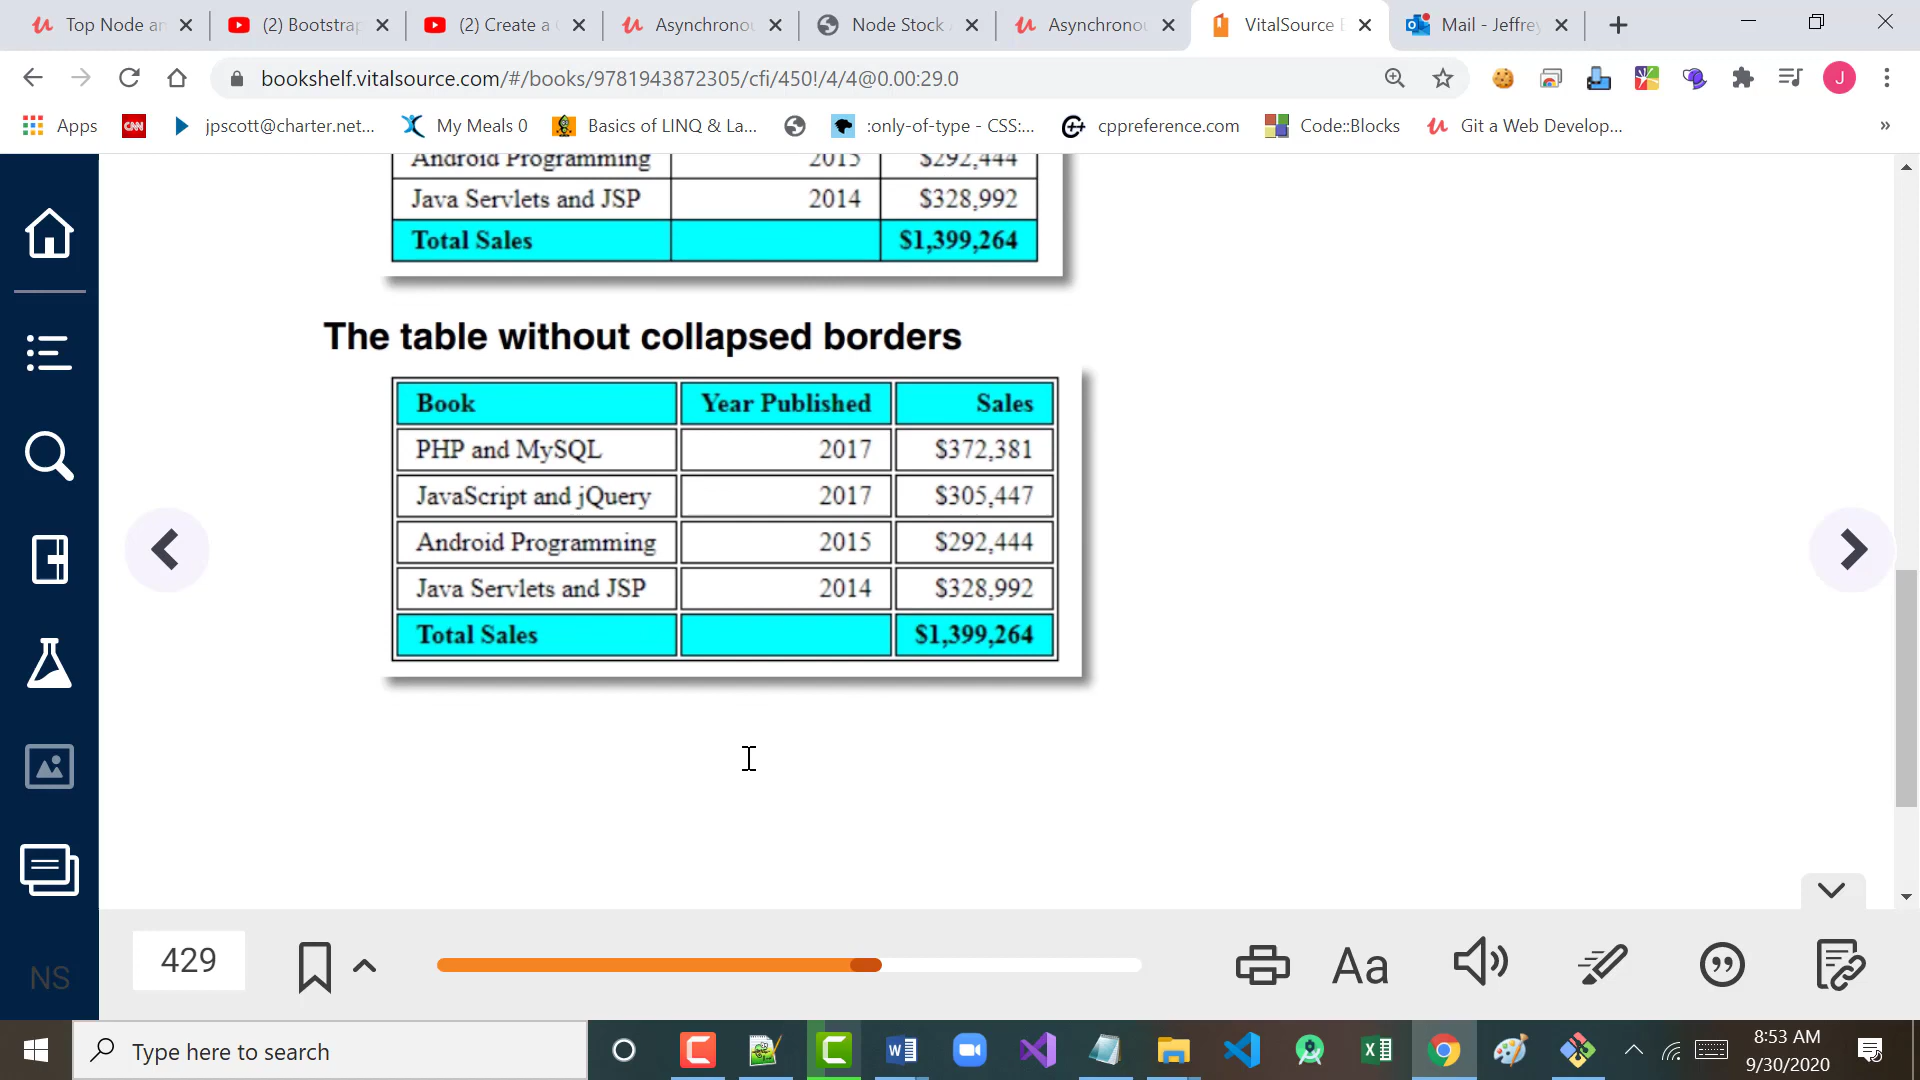 Top Node an
(2) Bootstrap
(2) Create a
Asynchronou
Node Stock
Asynchronou
VitalSource
Mail - Jeffrey
bookshelf.vitalsource.com/#/books/9781943872305/cfi/450!/4/4@0.00:29.0
J
Apps
CNN
jpscott@charter.net...
My Meals 0
Basics of LINQ & La...
:only-of-type - CSS:...
cppreference.com
Code::Blocks
Git a Web Develop...
»
Android Programming 2015 $292,444
Java Servlets and JSP 2014 $328,992
Total Sales $1,399,264
The table without collapsed borders
Book Year Published Sales
PHP and MySQL 2017 $372,381
JavaScript and jQuery 2017 $305,447
Android Programming 2015 $292,444
Java Servlets and JSP 2014 $328,992
Total Sales $1,399,264
429
Aa
NS
Type here to search
8:53 AM
9/30/2020